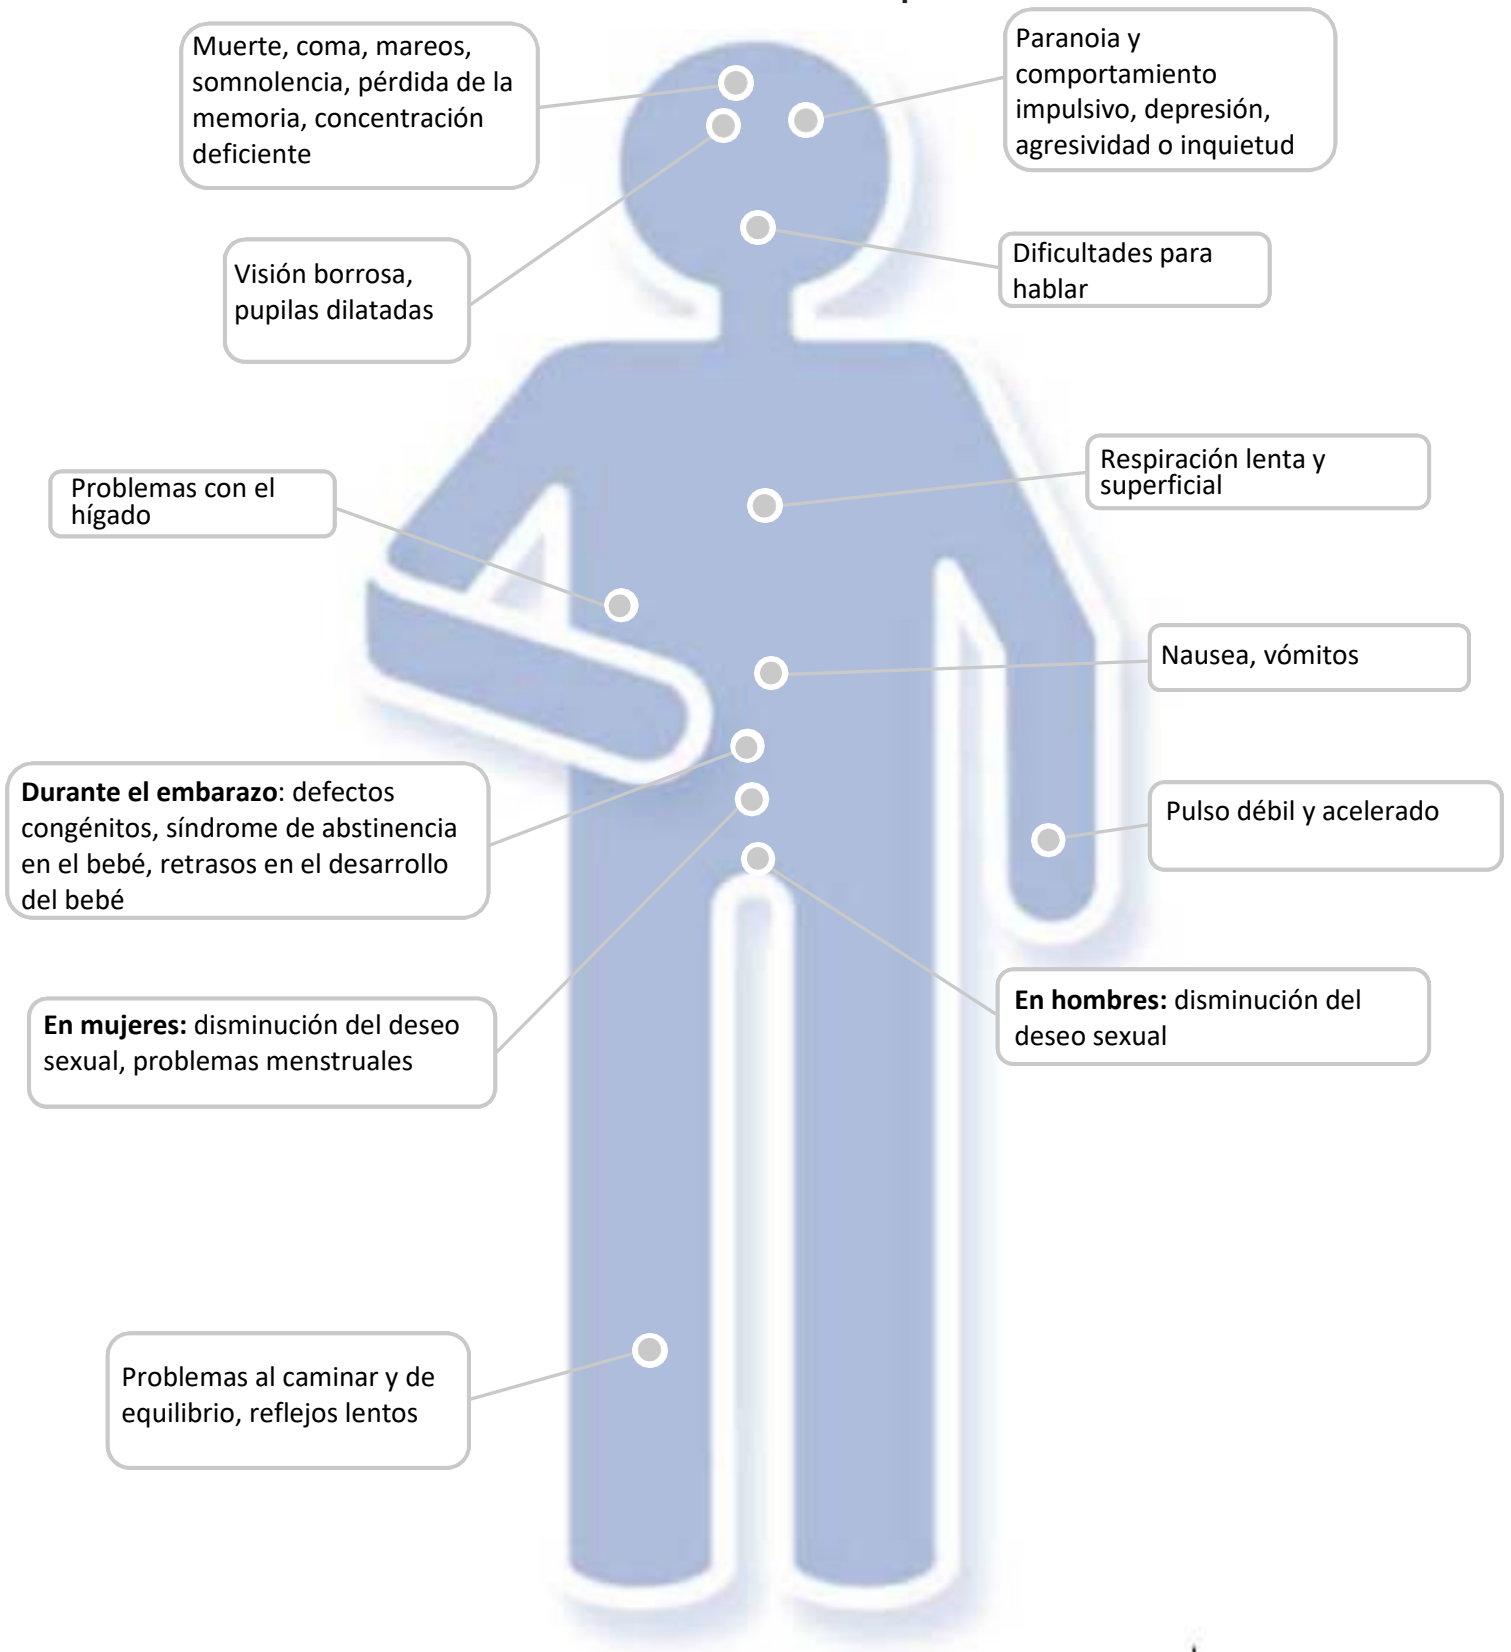 Muerte, coma, mareos,
somnolencia, pérdida de la
memoria, concentración
deficiente
Paranoia y
comportamiento
impulsivo, depresión,
agresividad o inquietud
Visión borrosa,
pupilas dilatadas
Dificultades para
hablar
Respiración lenta y
superficial
Problemas con el
hígado
Nausea, vómitos
Durante el embarazo: defectos
congénitos, síndrome de abstinencia
en el bebé, retrasos en el desarrollo
del bebé
Pulso débil y acelerado
En mujeres: disminución del deseo
sexual, problemas menstruales
En hombres: disminución del
deseo sexual
Problemas al caminar y de
equilibrio, reflejos lentos